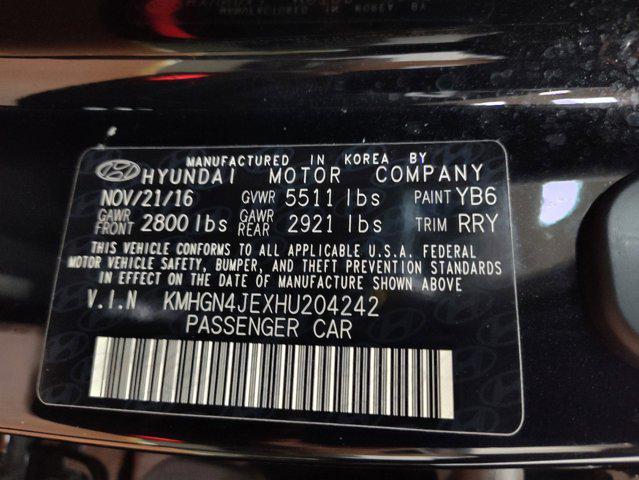 MANUFACTURED IN KOREA BY
HYUNDAI MOTOR COMPANY
NOV/21/16 GVWR 5511 lbs PAINT YB6
GAWR FRONT 2800 lbs GAWR REAR 2921 lbs TRIM RRY
THIS VEHICLE CONFORMS TO ALL APPLICABLE U.S.A. FEDERAL
MOTOR VEHICLE SAFETY, BUMPER, AND THEFT PREVENTION STANDARDS
IN EFFECT ON THE DATE OF MANUFACTURE SHOWN ABOVE
V.I.N KMHGN4JEXHU204242
PASSENGER CAR